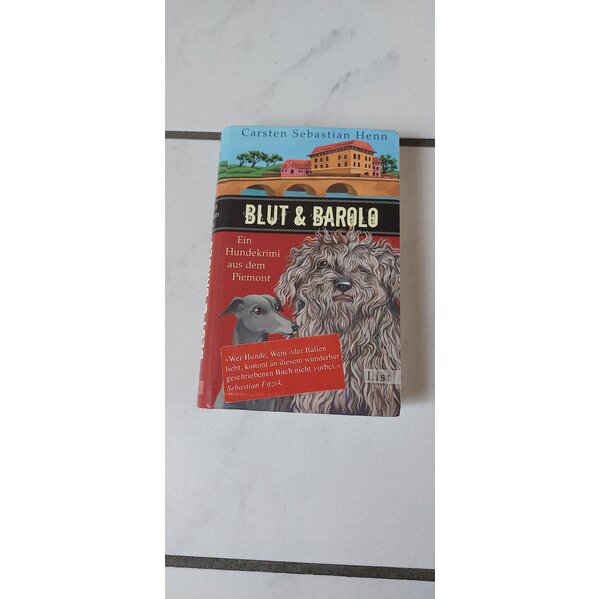 Carsten Sebastian Henn
BLUT & BAROLO
Ein
Hundekrimi
aus dem
Piemont
»Wer Hunde, Wein oder Italien
liebt, kommt an diesem wunderbar
geschriebenen Buch nicht vorbei.«
Sebastian Fitzek
List